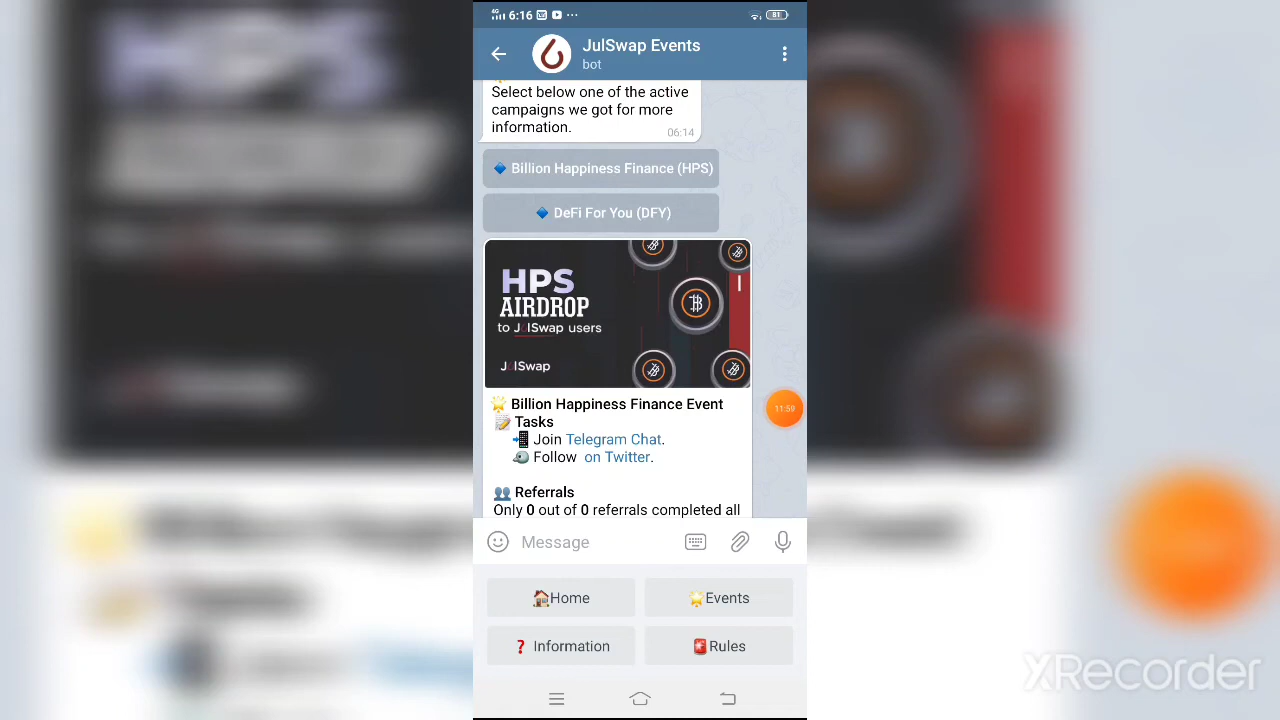 4G 6:16 81
JulSwap Events
bot
Select below one of the active
campaigns we got for more
information.
06:14
Billion Happiness Finance (HPS)
DeFi For You (DFY)
HPS
AIRDROP
to JulSwap users
JulSwap
Billion Happiness Finance Event
Tasks
Join Telegram Chat.
Follow on Twitter.
11:59
Referrals
Only 0 out of 0 referrals completed all
Message
Home
Events
Information
Rules
XRecorder